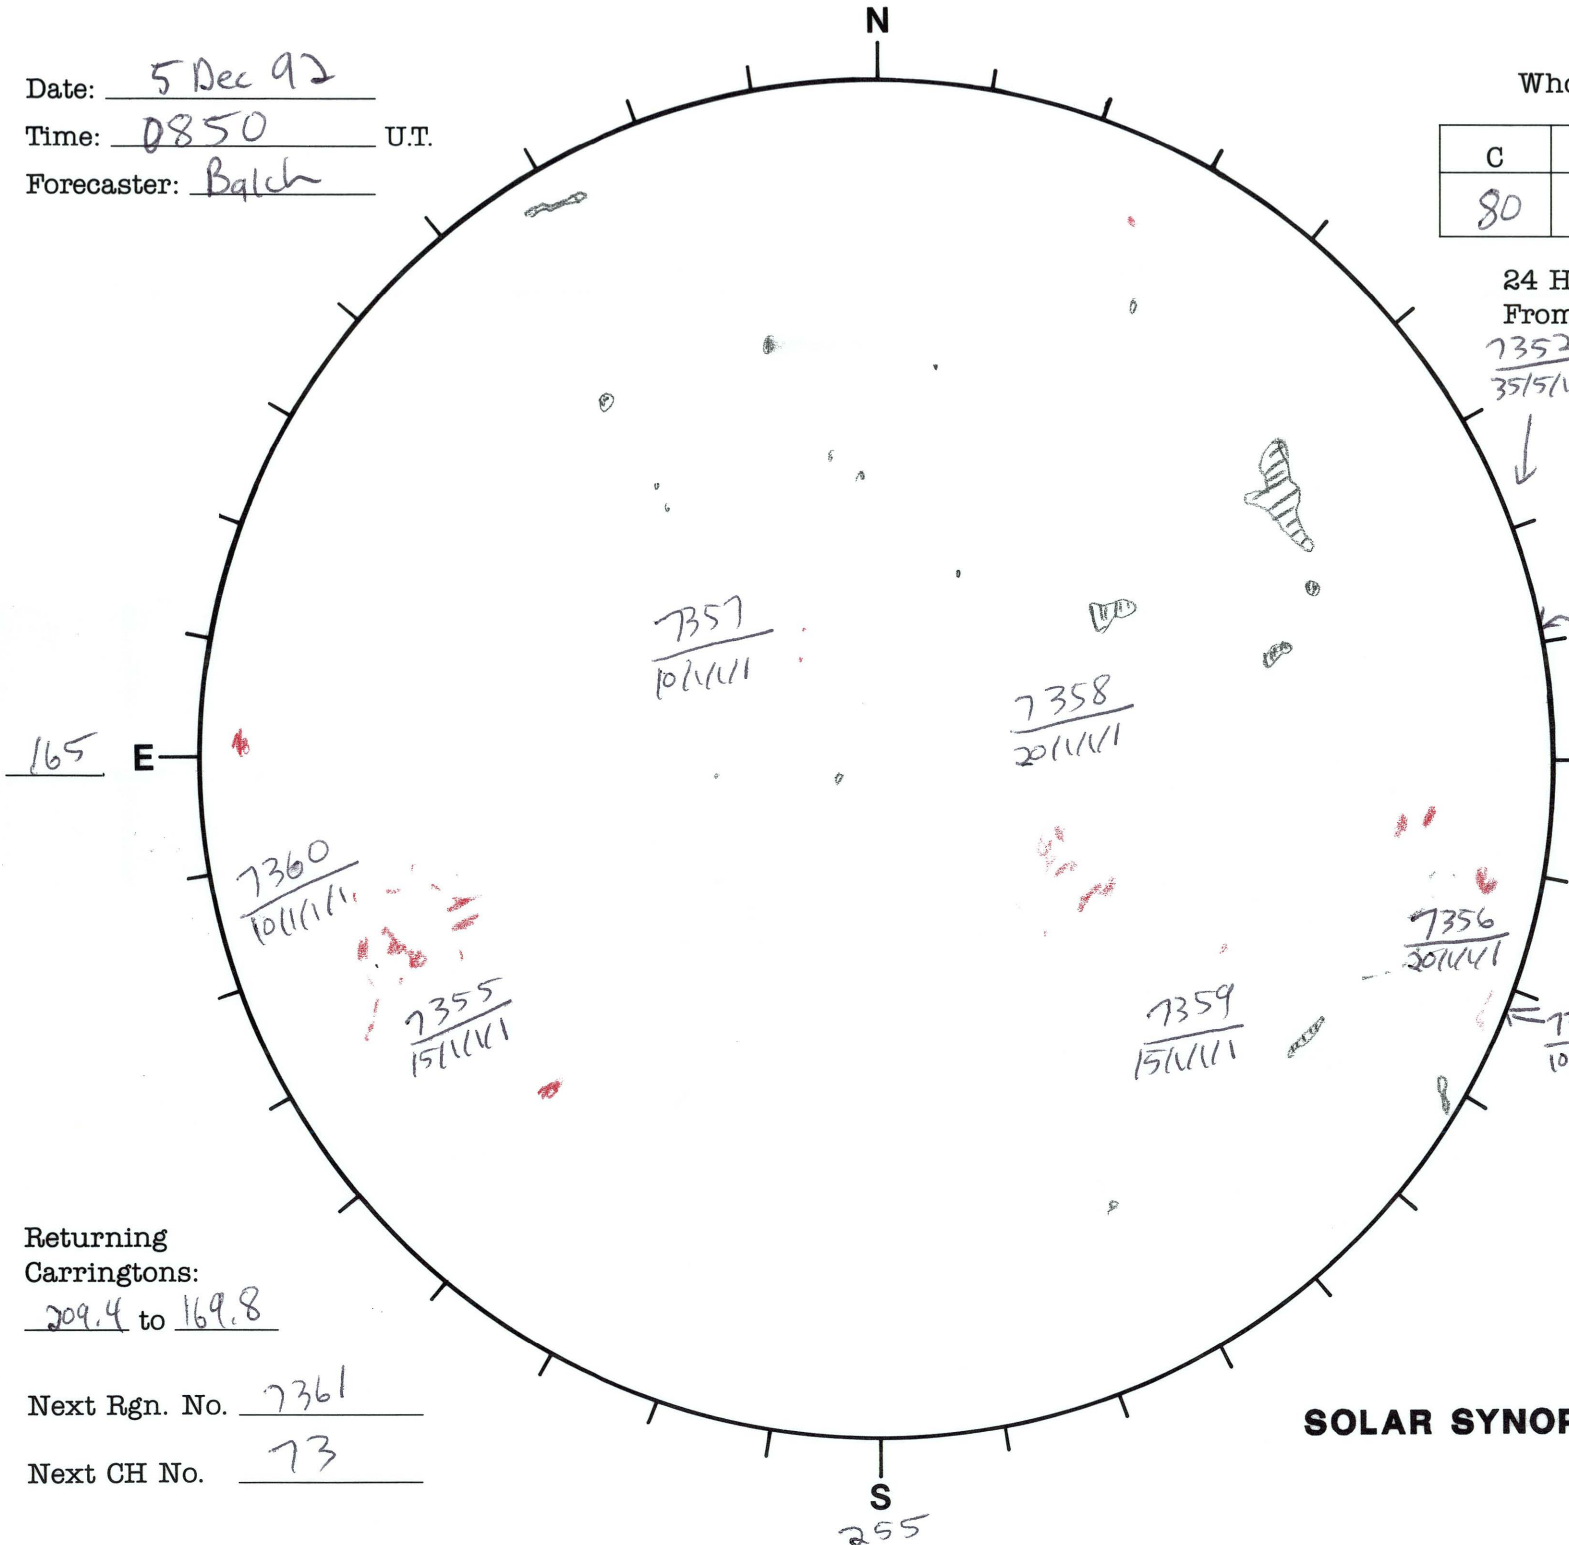 N
Date: 5 Dec 92
Time: 0850 U.T.
Forecaster: Balch
Who
C
80
24 H
From
7352
35/5/1
7357
10/1/1/1
7358
20/1/1/1
165 E
7360
10/1/1/1
7356
20/1/1/1
7355
15/1/1/1
7359
15/1/1/1
10
Returning
Carringtons:
209.4 to 169.8
Next Rgn. No. 7361
Next CH No. 73
SOLAR SYNOP
S
255